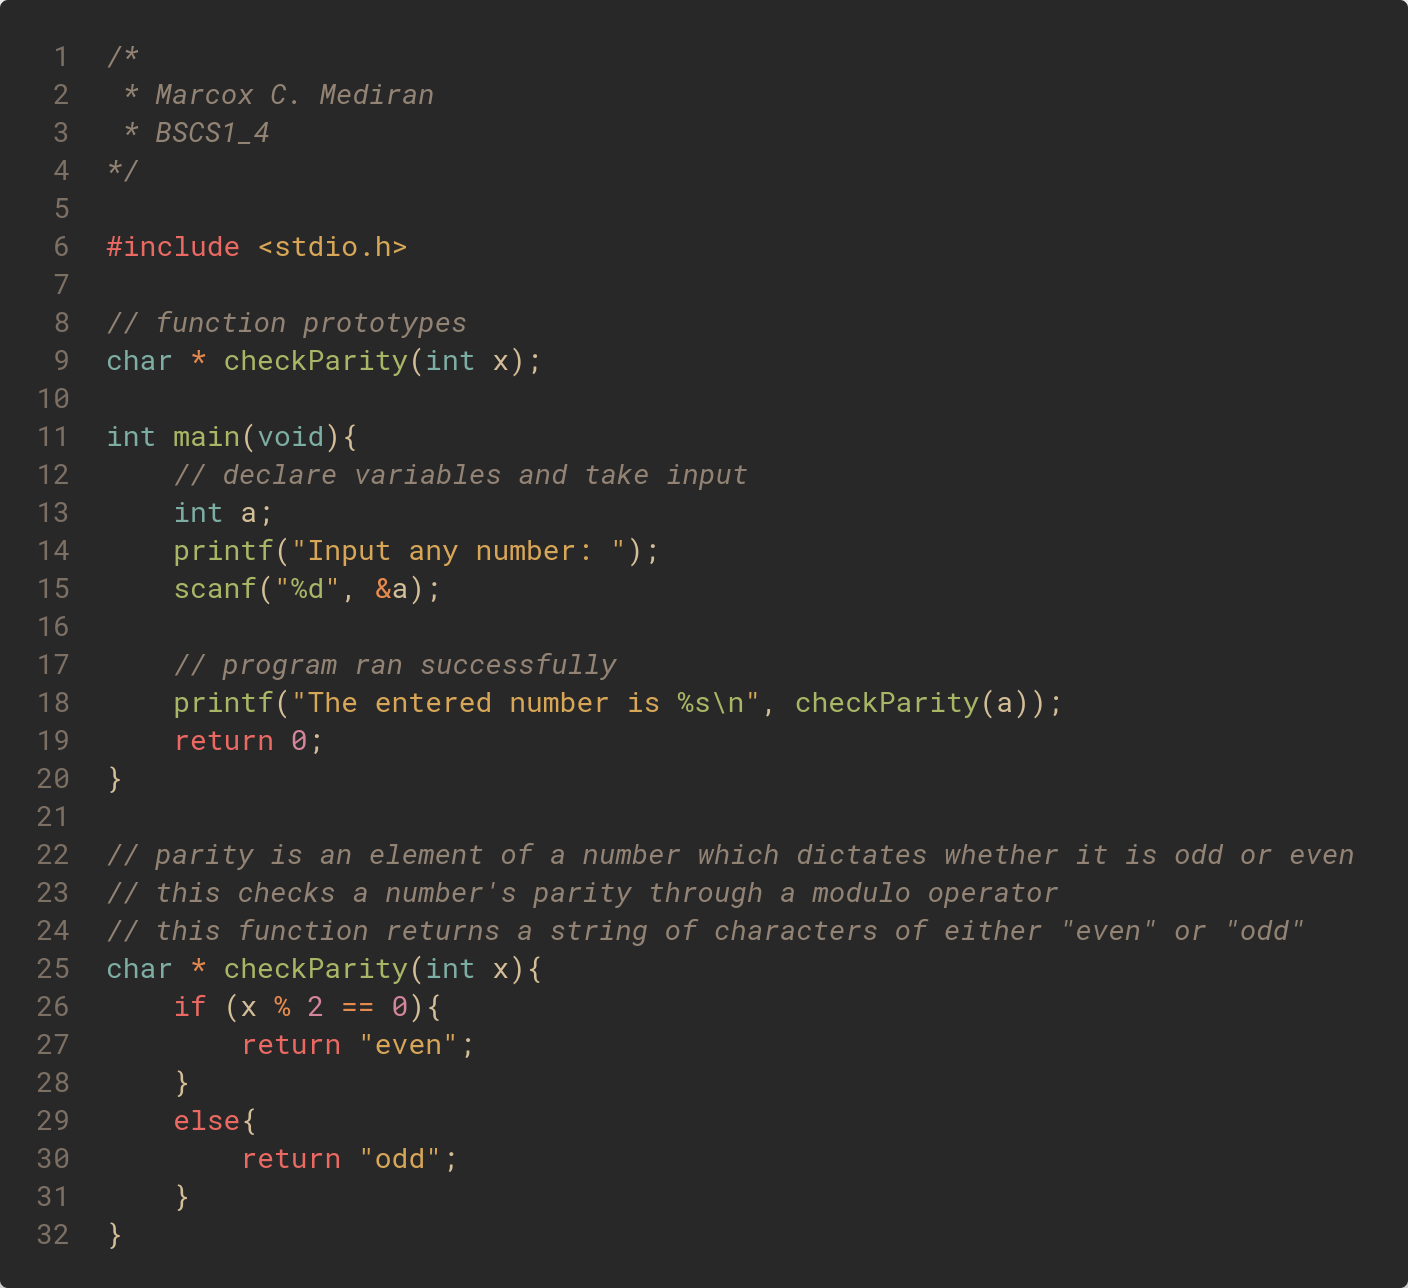 1 /*
2  * Marcox C. Mediran
3  * BSCS1_4
4 */
5
6 #include <stdio.h>
7
8 // function prototypes
9 char * checkParity(int x);
10
11 int main(void){
12     // declare variables and take input
13     int a;
14     printf("Input any number: ");
15     scanf("%d", &a);
16
17     // program ran successfully
18     printf("The entered number is %s\n", checkParity(a));
19     return 0;
20 }
21
22 // parity is an element of a number which dictates whether it is odd or even
23 // this checks a number's parity through a modulo operator
24 // this function returns a string of characters of either "even" or "odd"
25 char * checkParity(int x){
26     if (x % 2 == 0){
27         return "even";
28     }
29     else{
30         return "odd";
31     }
32 }